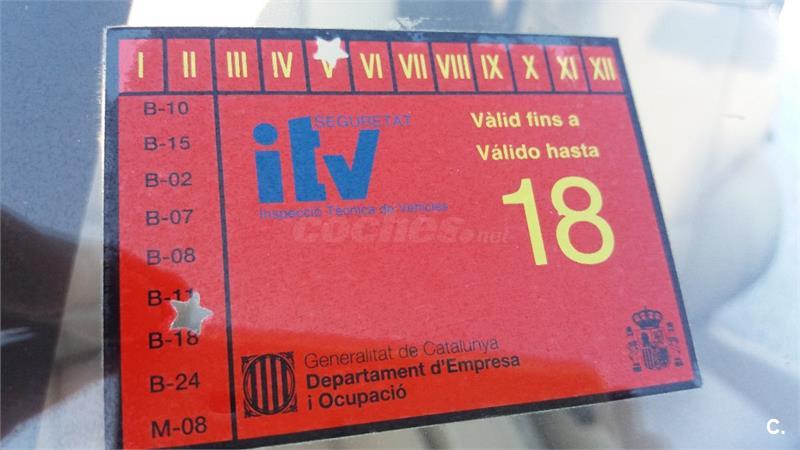 I II III IV V VI VII VIII IX X XI XII
B-10
B-15
B-02
B-07
B-08
B-11
B-18
B-24
M-08
SEGURETAT
itv
Inspecció Tècnica de Vehicles
Vàlid fins a
Válido hasta
18
coches.net
Generalitat de Catalunya
Departament d'Empresa
i Ocupació
C.